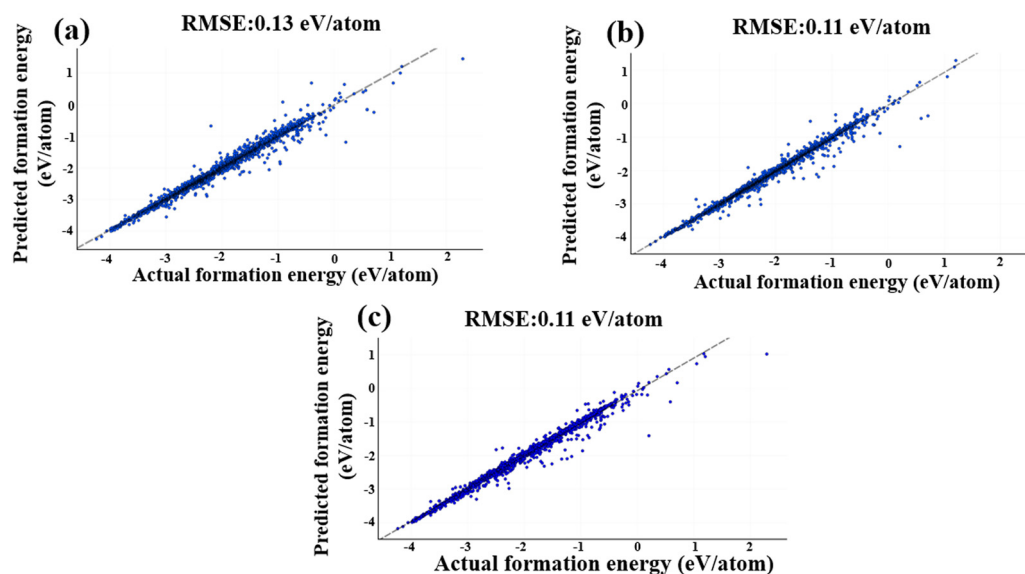 (a)
RMSE:0.13 eV/atom
Predicted formation energy
(eV/atom)
1
0
-1
-2
-3
-4
-4
-3
-2
-1
0
1
2
Actual formation energy (eV/atom)
(b)
RMSE:0.11 eV/atom
Predicted formation energy
(eV/atom)
1
0
-1
-2
-3
-4
-4
-3
-2
-1
0
1
2
Actual formation energy (eV/atom)
(c)
RMSE:0.11 eV/atom
Predicted formation energy
(eV/atom)
1
0
-1
-2
-3
-4
-4
-3
-2
-1
0
1
2
Actual formation energy (eV/atom)